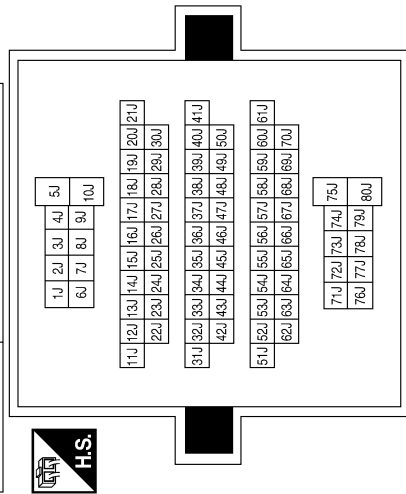 1J 2J 3J 4J 5J
6J 7J 8J 9J 10J
11J 12J 13J 14J 15J 16J 17J 18J 19J 20J 21J
22J 23J 24J 25J 26J 27J 28J 29J 30J
31J 32J 33J 34J 35J 36J 37J 38J 39J 40J 41J
42J 43J 44J 45J 46J 47J 48J 49J 50J
51J 52J 53J 54J 55J 56J 57J 58J 59J 60J 61J
62J 63J 64J 65J 66J 67J 68J 69J 70J
71J 72J 73J 74J 75J
76J 77J 78J 79J 80J
H.S.